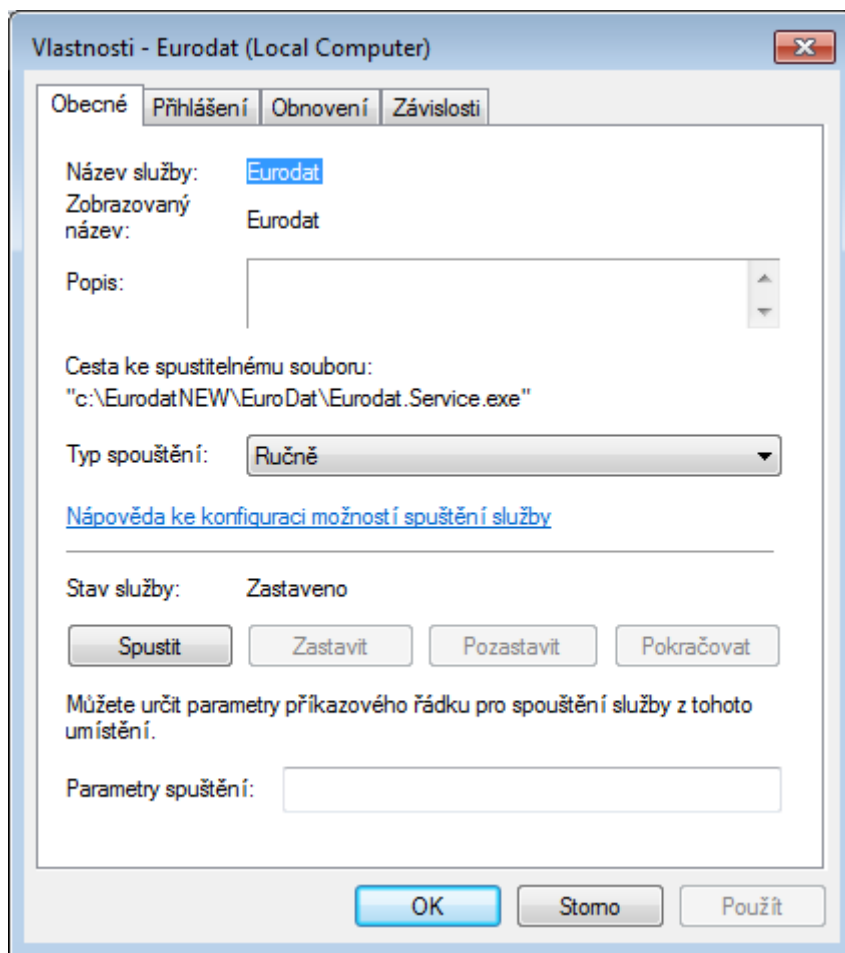 Vlastnosti - Eurodat (Local Computer)
Obecné Přihlášení Obnovení Závislosti
Název služby: Eurodat
Zobrazovaný
název: Eurodat
Popis:
Cesta ke spustitelnému souboru:
"c:\EurodatNEW\EuroDat\Eurodat.Service.exe"
Typ spouštění: Ručně
Nápověda ke konfiguraci možností spuštění služby
Stav služby: Zastaveno
Spustit Zastavit Pozastavit Pokračovat
Můžete určit parametry příkazového řádku pro spouštění služby z tohoto
umístění.
Parametry spuštění:
OK Storno Použít